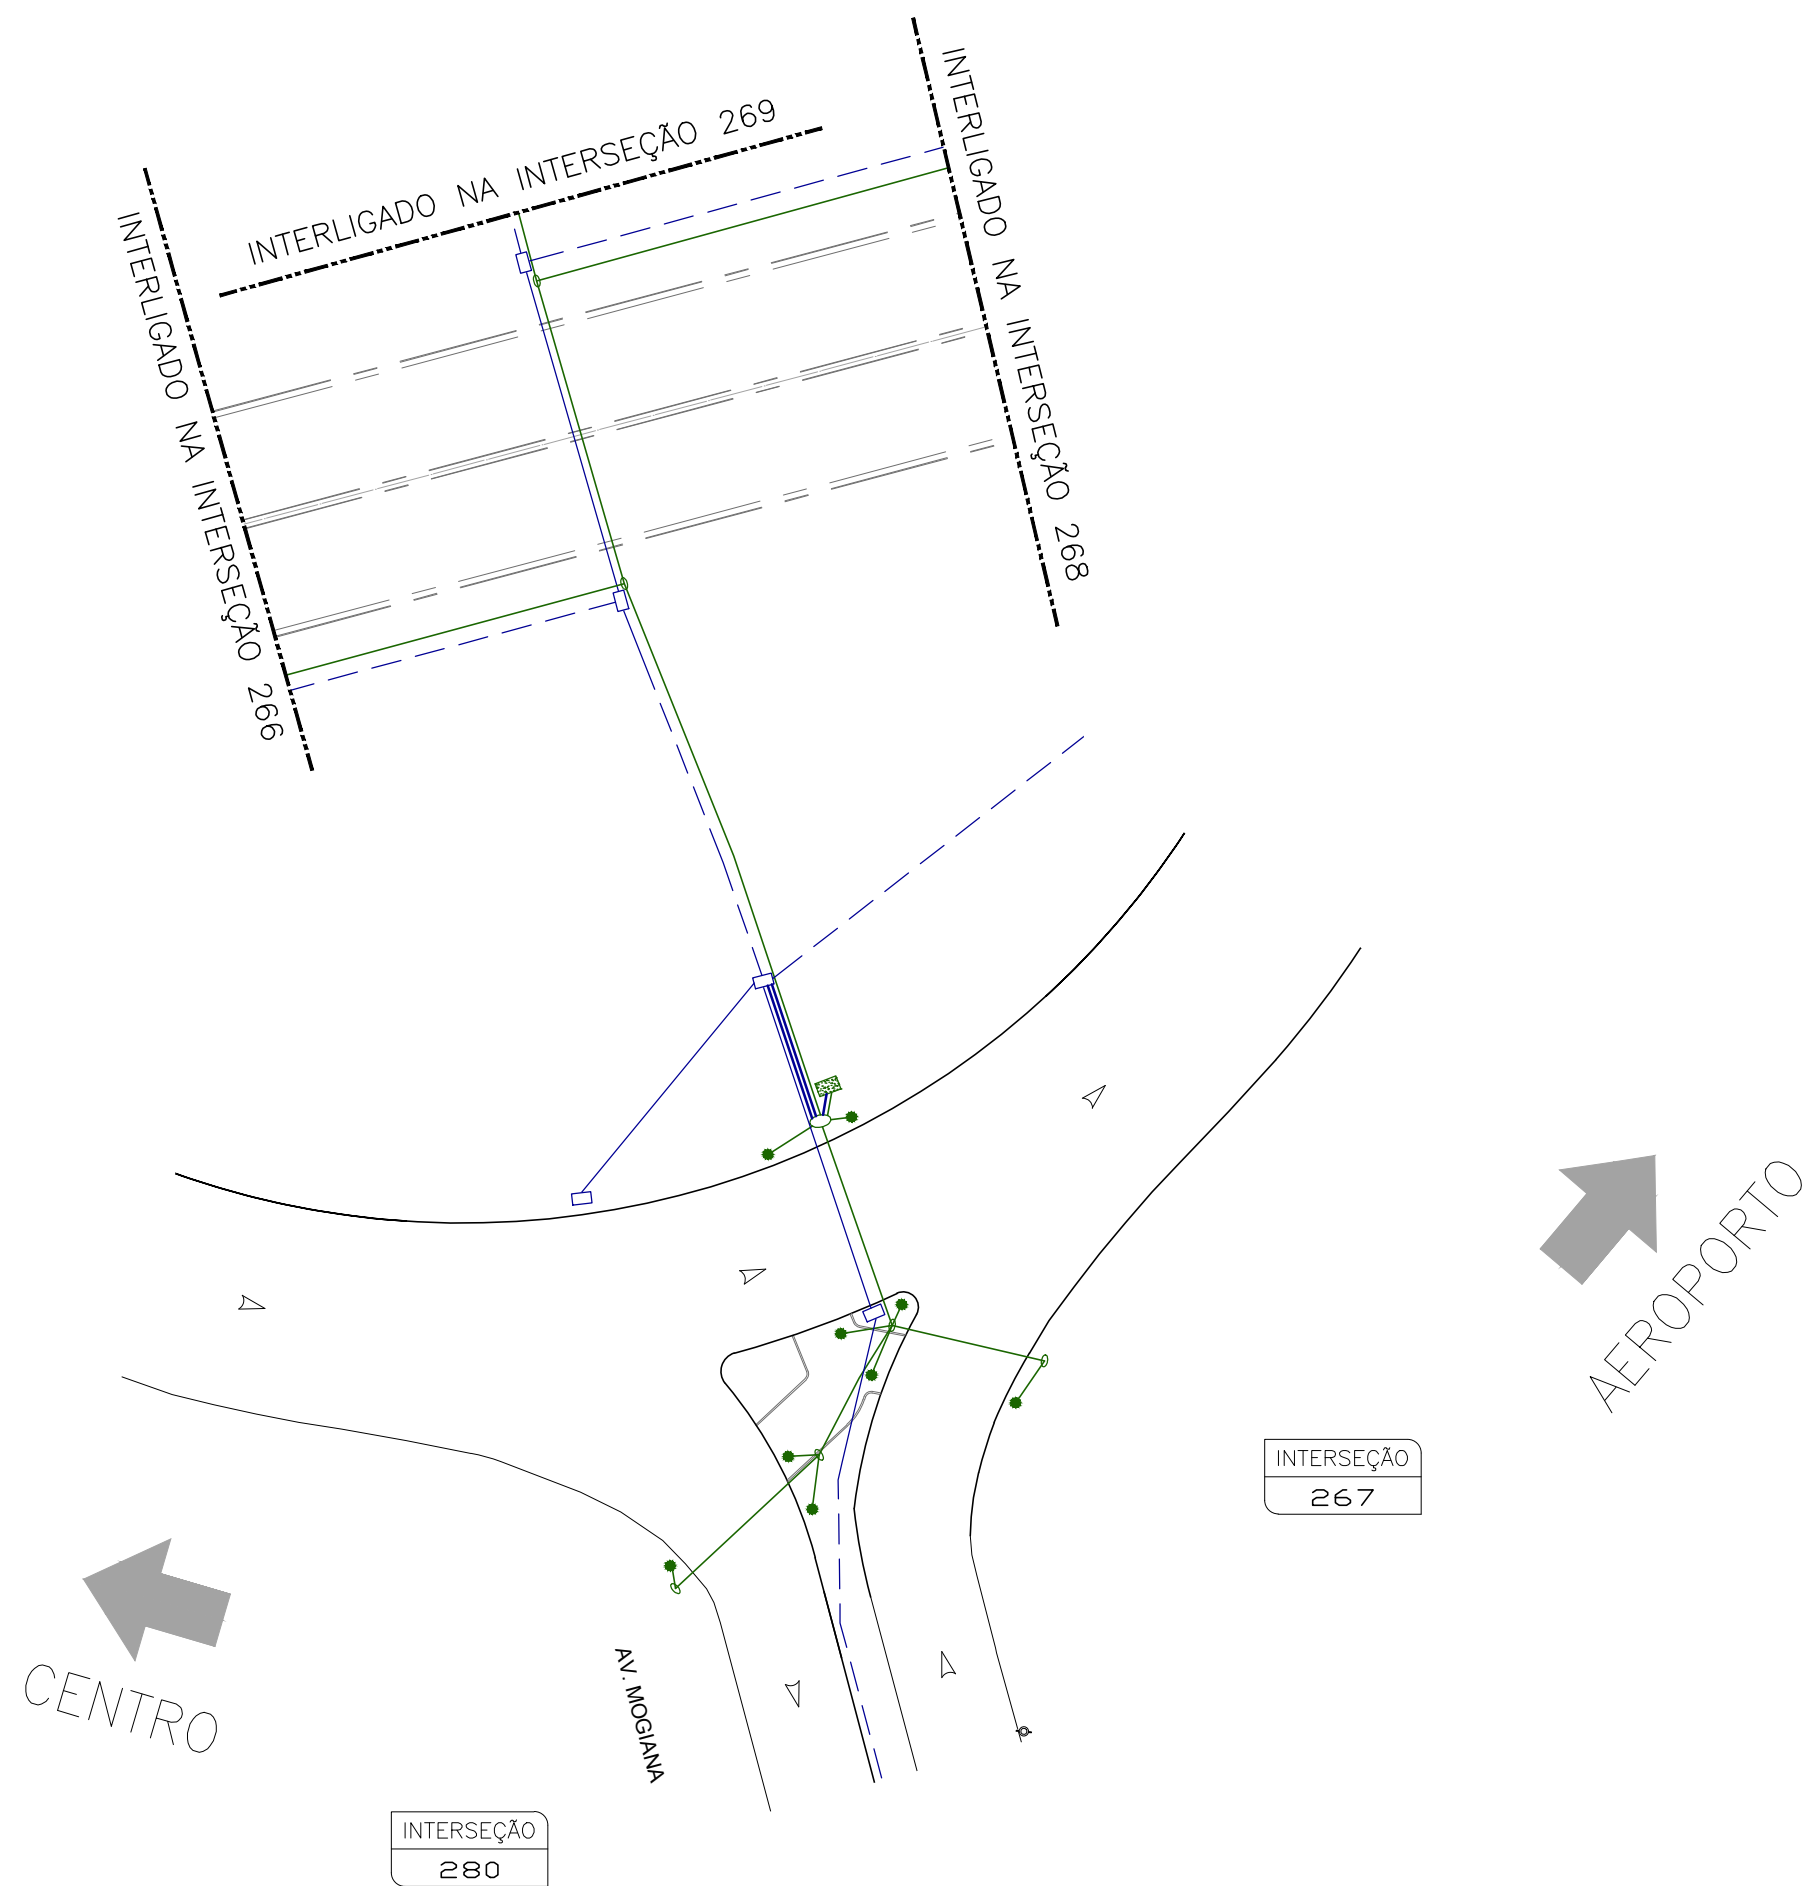 INTERLIGADO NA INTERSEÇÃO 269
INTERLIGADO NA INTERSEÇÃO 268
INTERLIGADO NA INTERSEÇÃO 266
AEROPORTO
INTERSEÇÃO
267
CENTRO
AV. MOGIANA
INTERSEÇÃO
280